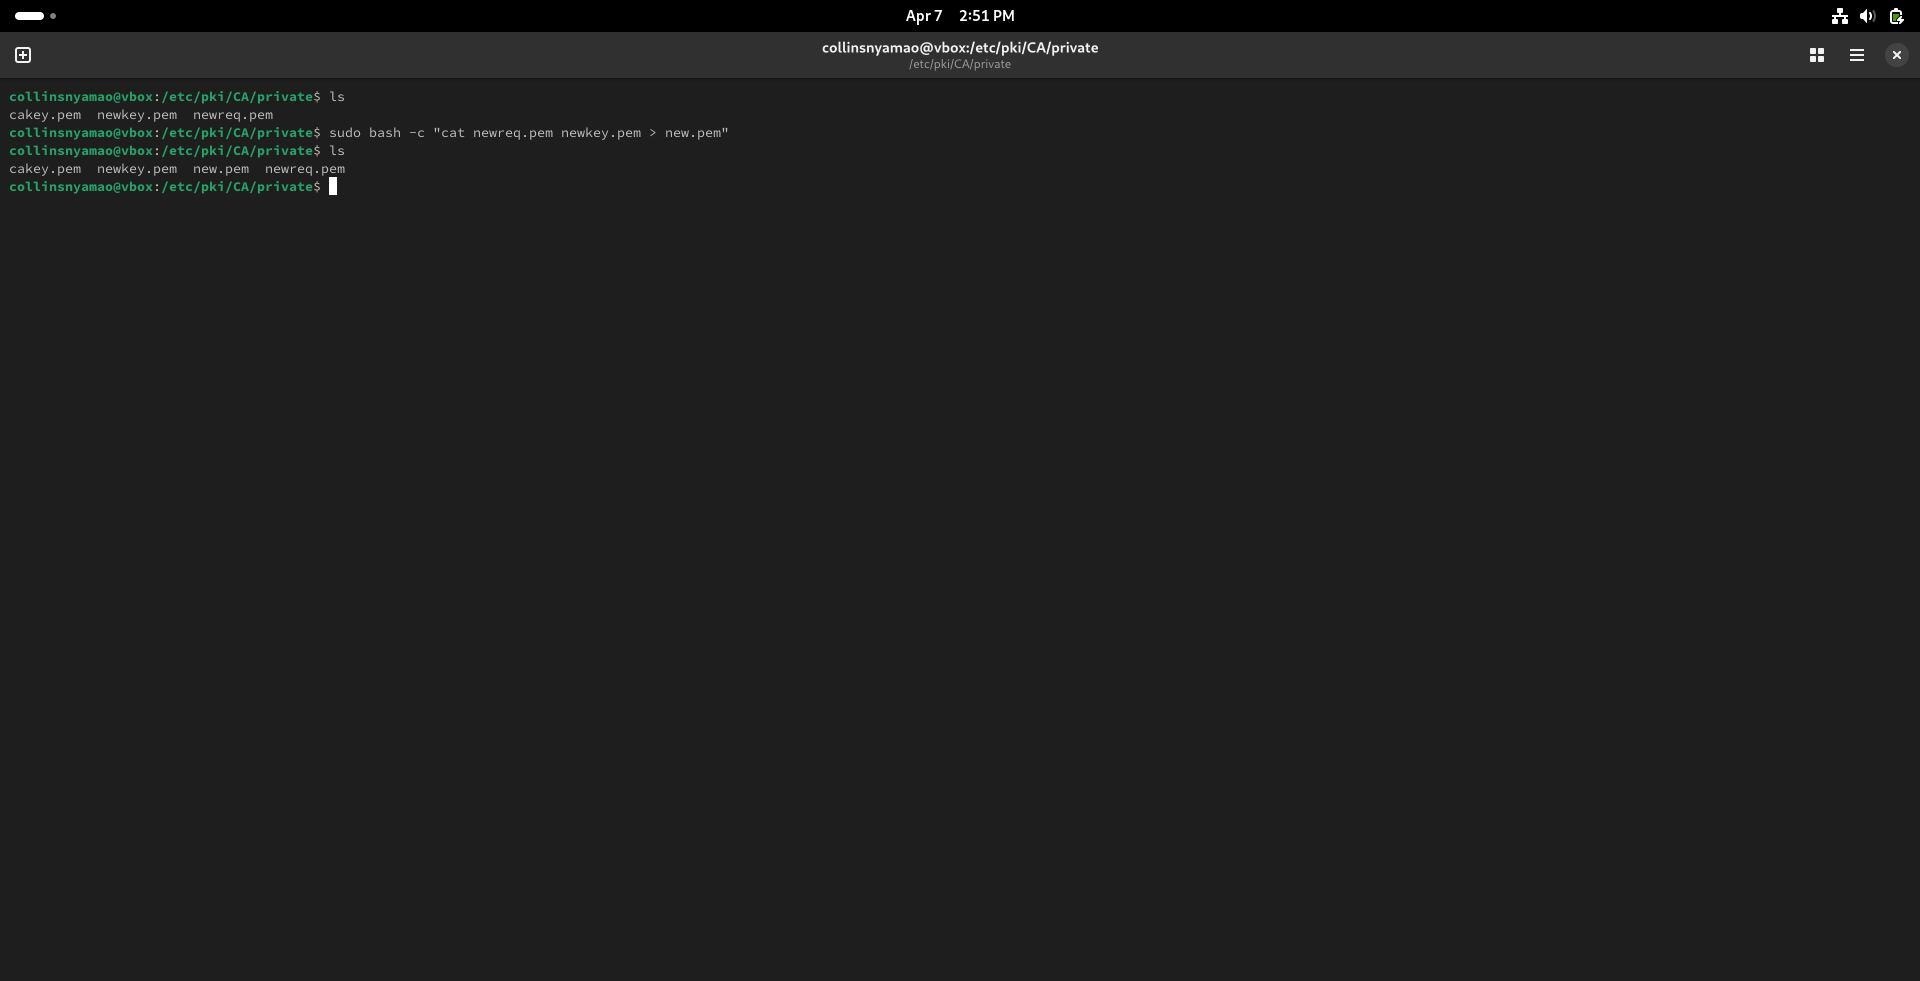 Apr 7 2:51 PM
collinsnyamao@vbox:/etc/pki/CA/private
/etc/pki/CA/private
collinsnyamao@vbox:/etc/pki/CA/private$ ls
cakey.pem  newkey.pem  newreq.pem
collinsnyamao@vbox:/etc/pki/CA/private$ sudo bash -c "cat newreq.pem newkey.pem > new.pem"
collinsnyamao@vbox:/etc/pki/CA/private$ ls
cakey.pem  newkey.pem  new.pem  newreq.pem
collinsnyamao@vbox:/etc/pki/CA/private$